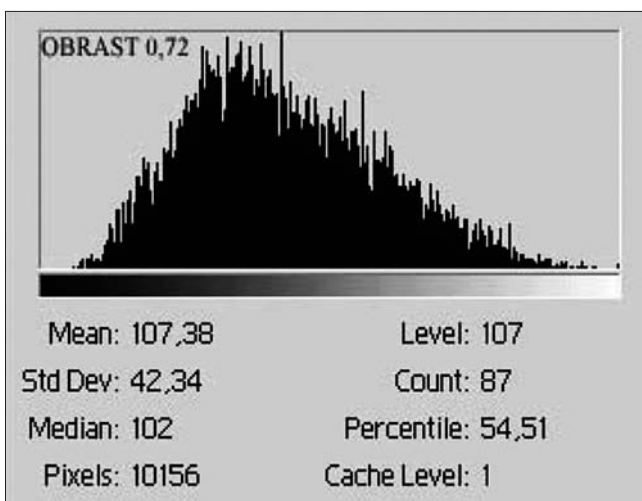 OBRAST 0,72
Mean: 107,38 Level: 107
Std Dev: 42,34 Count: 87
Median: 102 Percentile: 54,51
Pixels: 10156 Cache Level: 1